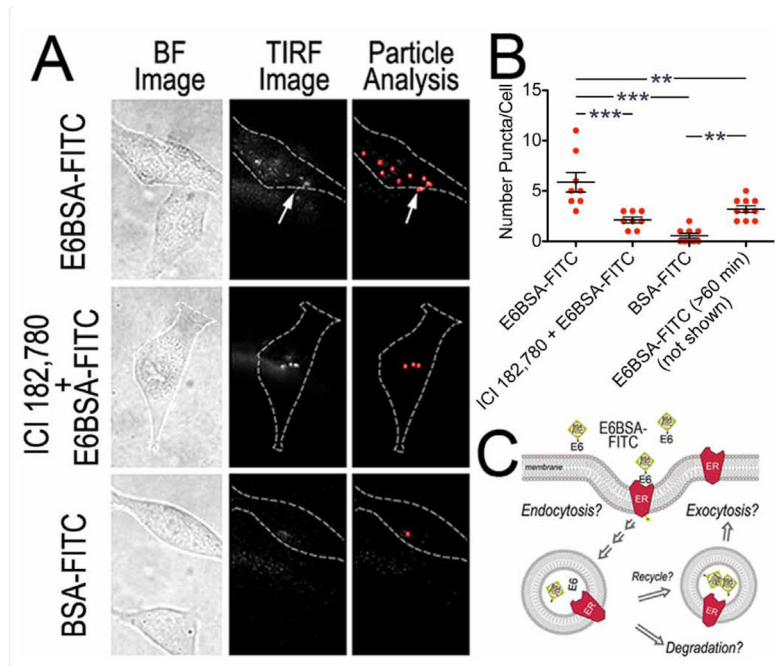 A
BF
Image
TIRF
Image
Particle
Analysis
E6BSA-FITC
ICI 182,780
+
E6BSA-FITC
BSA-FITC
B
Number Puncta/Cell
15
10
5
0
**
***
***
**
E6BSA-FITC
ICI 182,780 + E6BSA-FITC
BSA-FITC
E6BSA-FITC (>60 min)
(not shown)
C
E6BSA-
FITC
E6
E6
E6
membrane
ER
ER
Endocytosis?
Exocytosis?
E6
ER
Recycle?
ER
Degradation?